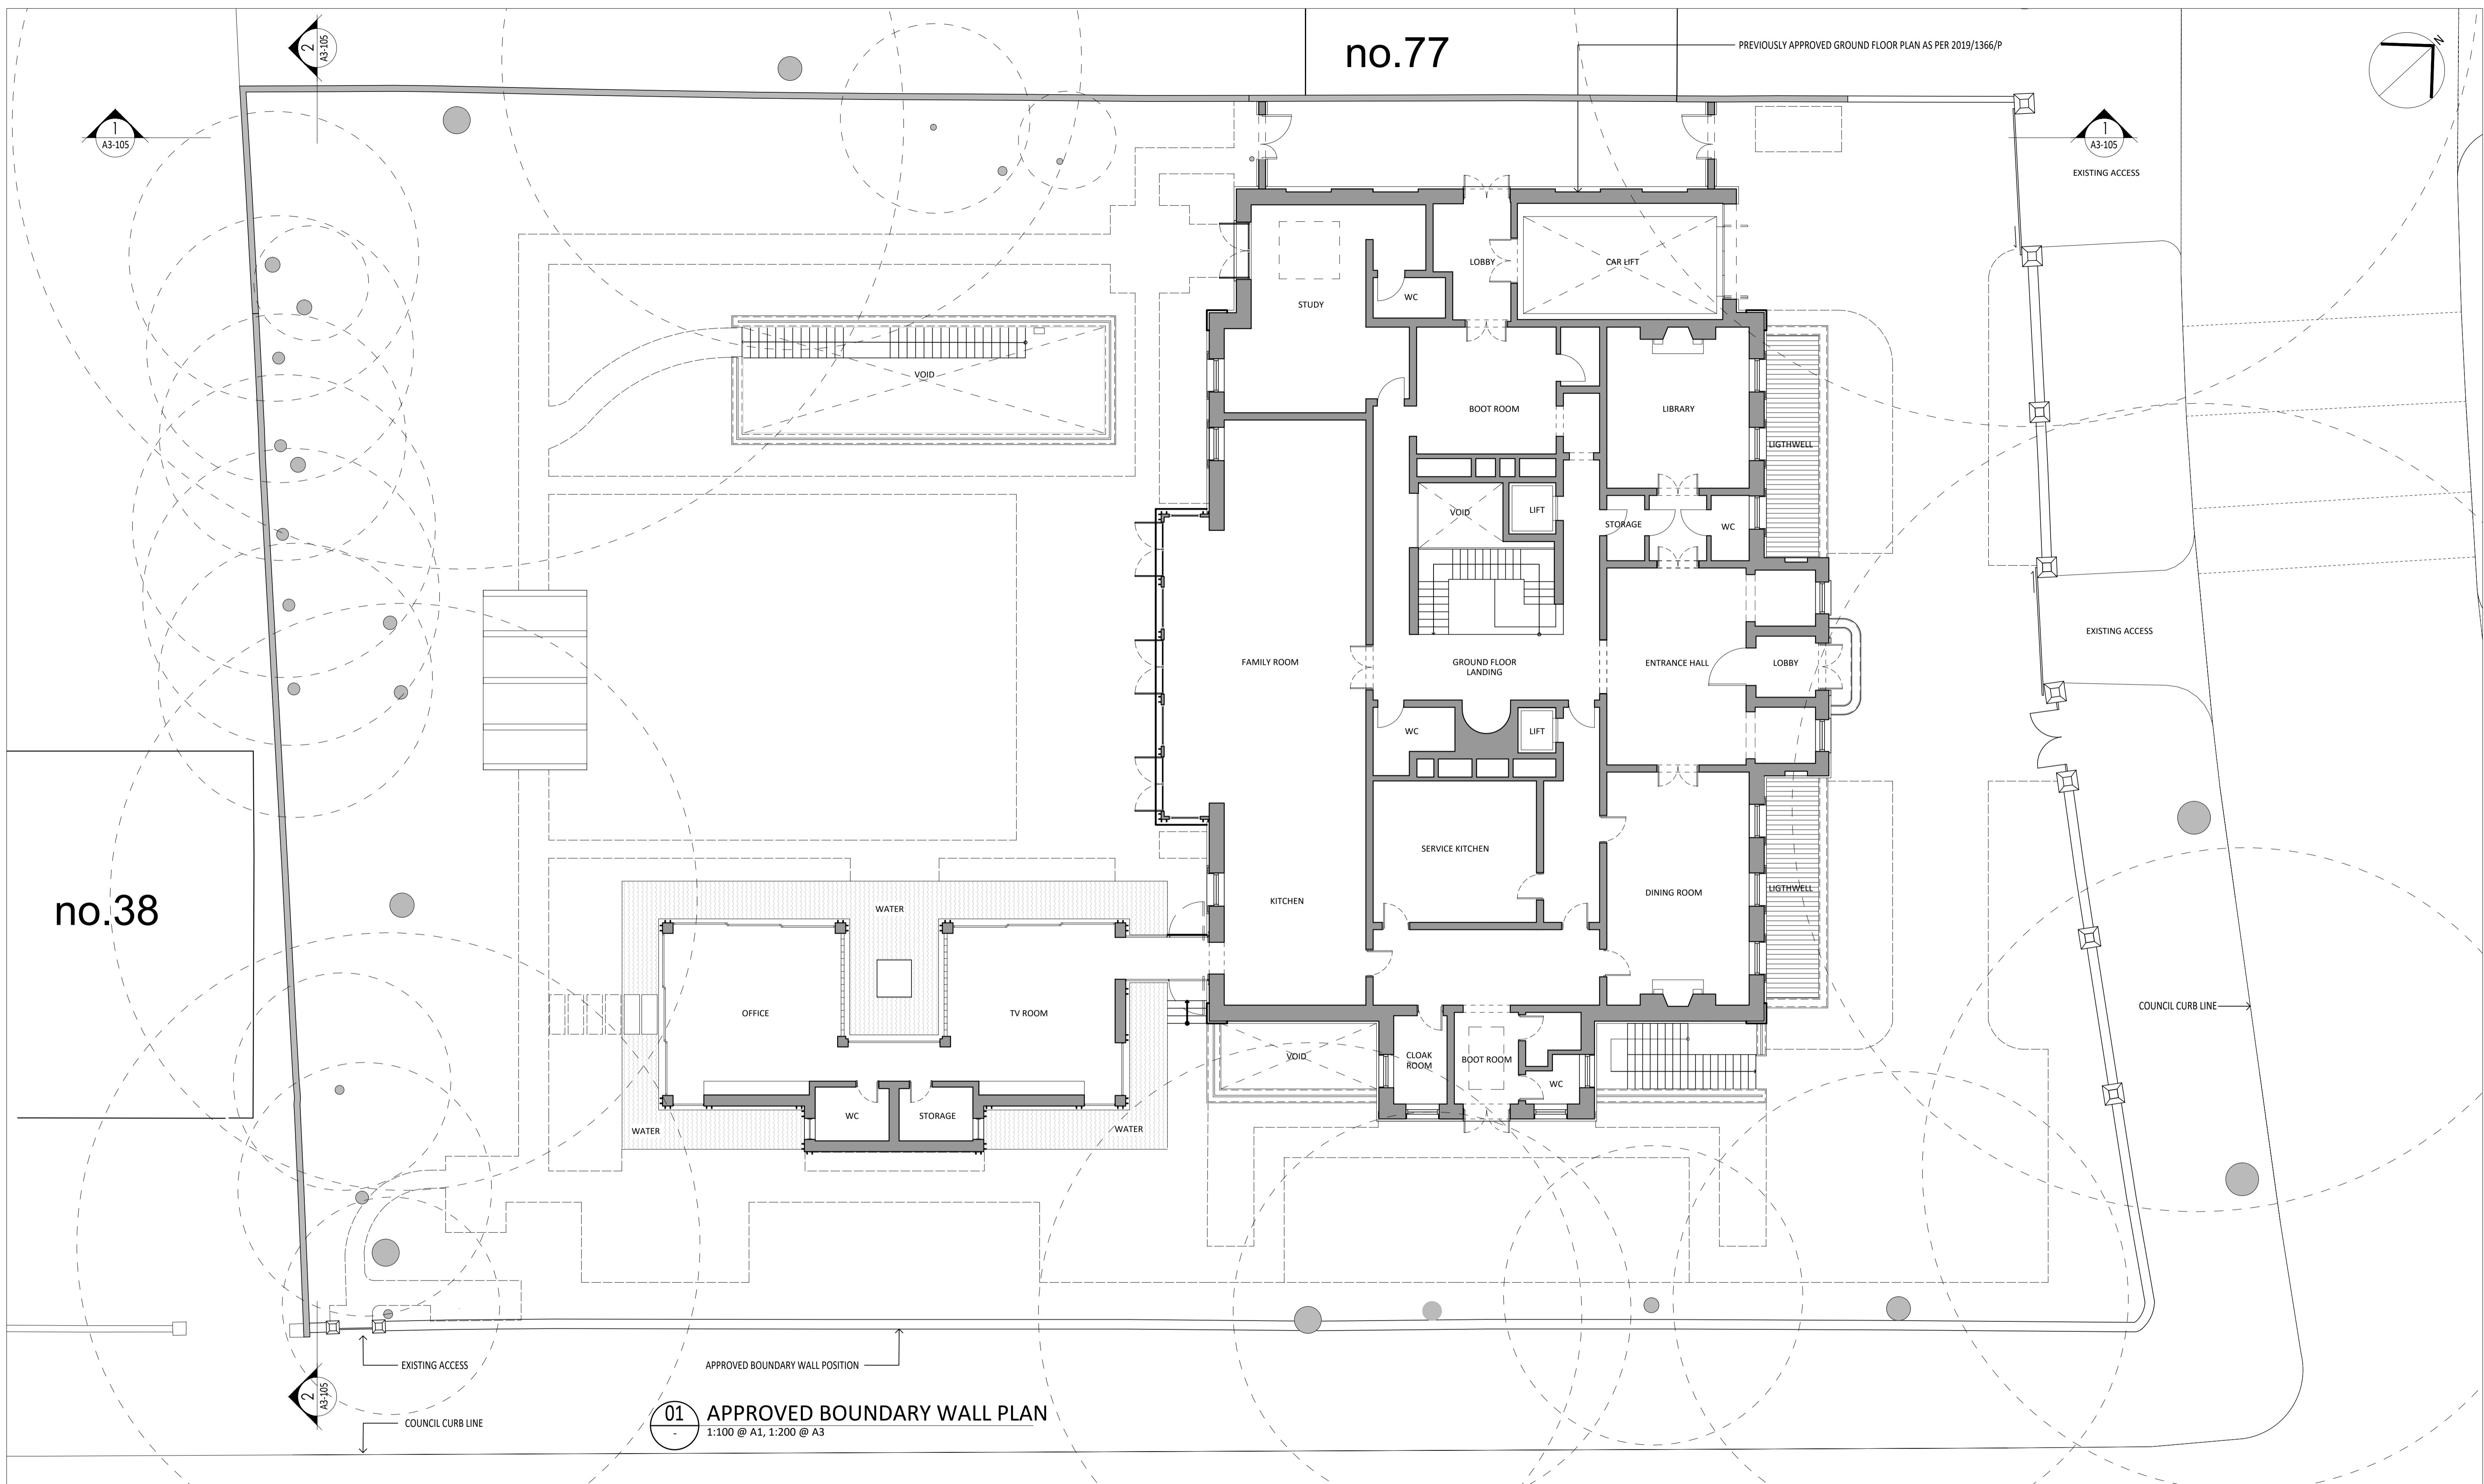 2
A3-105
no.77
PREVIOUSLY APPROVED GROUND FLOOR PLAN AS PER 2019/1366/P
N
1
A3-105
1
A3-105
EXISTING ACCESS
LOBBY
CAR LIFT
WC
STUDY
VOID
BOOT ROOM
LIBRARY
LIGTHWELL
VOID
LIFT
STORAGE
WC
EXISTING ACCESS
FAMILY ROOM
GROUND FLOOR
LANDING
ENTRANCE HALL
LOBBY
WC
LIFT
SERVICE KITCHEN
DINING ROOM
LIGTHWELL
no.38
WATER
KITCHEN
OFFICE
TV ROOM
COUNCIL CURB LINE
VOID
CLOAK
ROOM
BOOT ROOM
WC
WC
STORAGE
WATER
WATER
EXISTING ACCESS
APPROVED BOUNDARY WALL POSITION
2
A3-105
COUNCIL CURB LINE
01
-
APPROVED BOUNDARY WALL PLAN
1:100 @ A1, 1:200 @ A3